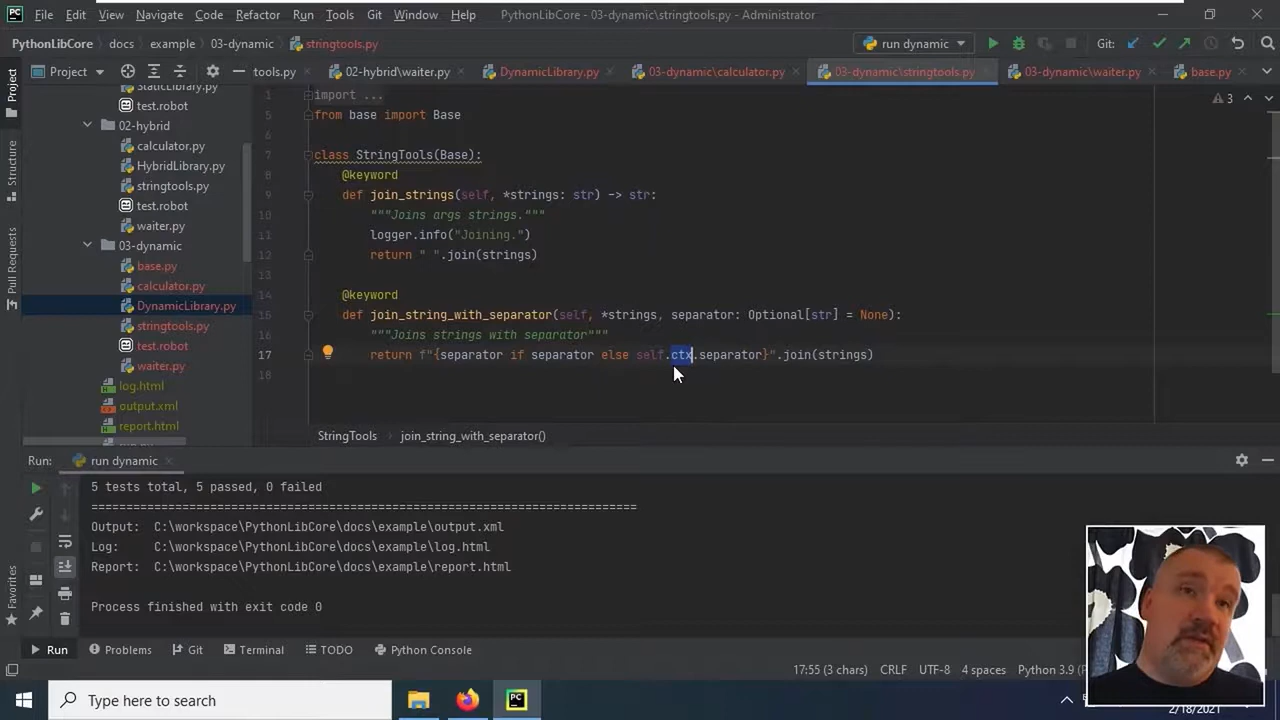 File Edit View Navigate Code Refactor Run Tools Git Window Help PythonLibCore - 03-dynamic\stringtools.py - Administrator
PythonLibCore docs example 03-dynamic stringtools.py run dynamic Git:
Project tools.py 02-hybrid\waiter.py DynamicLibrary.py 03-dynamic\calculator.py 03-dynamic\stringtools.py 03-dynamic\waiter.py base.py
Project
Structure
Pull Requests
Favorites
StaticLibrary.py
test.robot
02-hybrid
calculator.py
HybridLibrary.py
stringtools.py
test.robot
waiter.py
03-dynamic
base.py
calculator.py
DynamicLibrary.py
stringtools.py
test.robot
waiter.py
log.html
output.xml
report.html
3
1 import ...
5 from base import Base
6
7 class StringTools(Base):
8 @keyword
9 def join_strings(self, *strings: str) -> str:
10 """Joins args strings."""
11 logger.info("Joining.")
12 return " ".join(strings)
13
14 @keyword
15 def join_string_with_separator(self, *strings, separator: Optional[str] = None):
16 """Joins strings with separator"""
17 return f"{separator if separator else self.ctx.separator}".join(strings)
18
StringTools join_string_with_separator()
Run: run dynamic
5 tests total, 5 passed, 0 failed
==============================================================================
Output: C:\workspace\PythonLibCore\docs\example\output.xml
Log: C:\workspace\PythonLibCore\docs\example\log.html
Report: C:\workspace\PythonLibCore\docs\example\report.html
Process finished with exit code 0
Run Problems Git Terminal TODO Python Console
17:55 (3 chars) CRLF UTF-8 4 spaces Python 3.9
Type here to search
2/18/2021